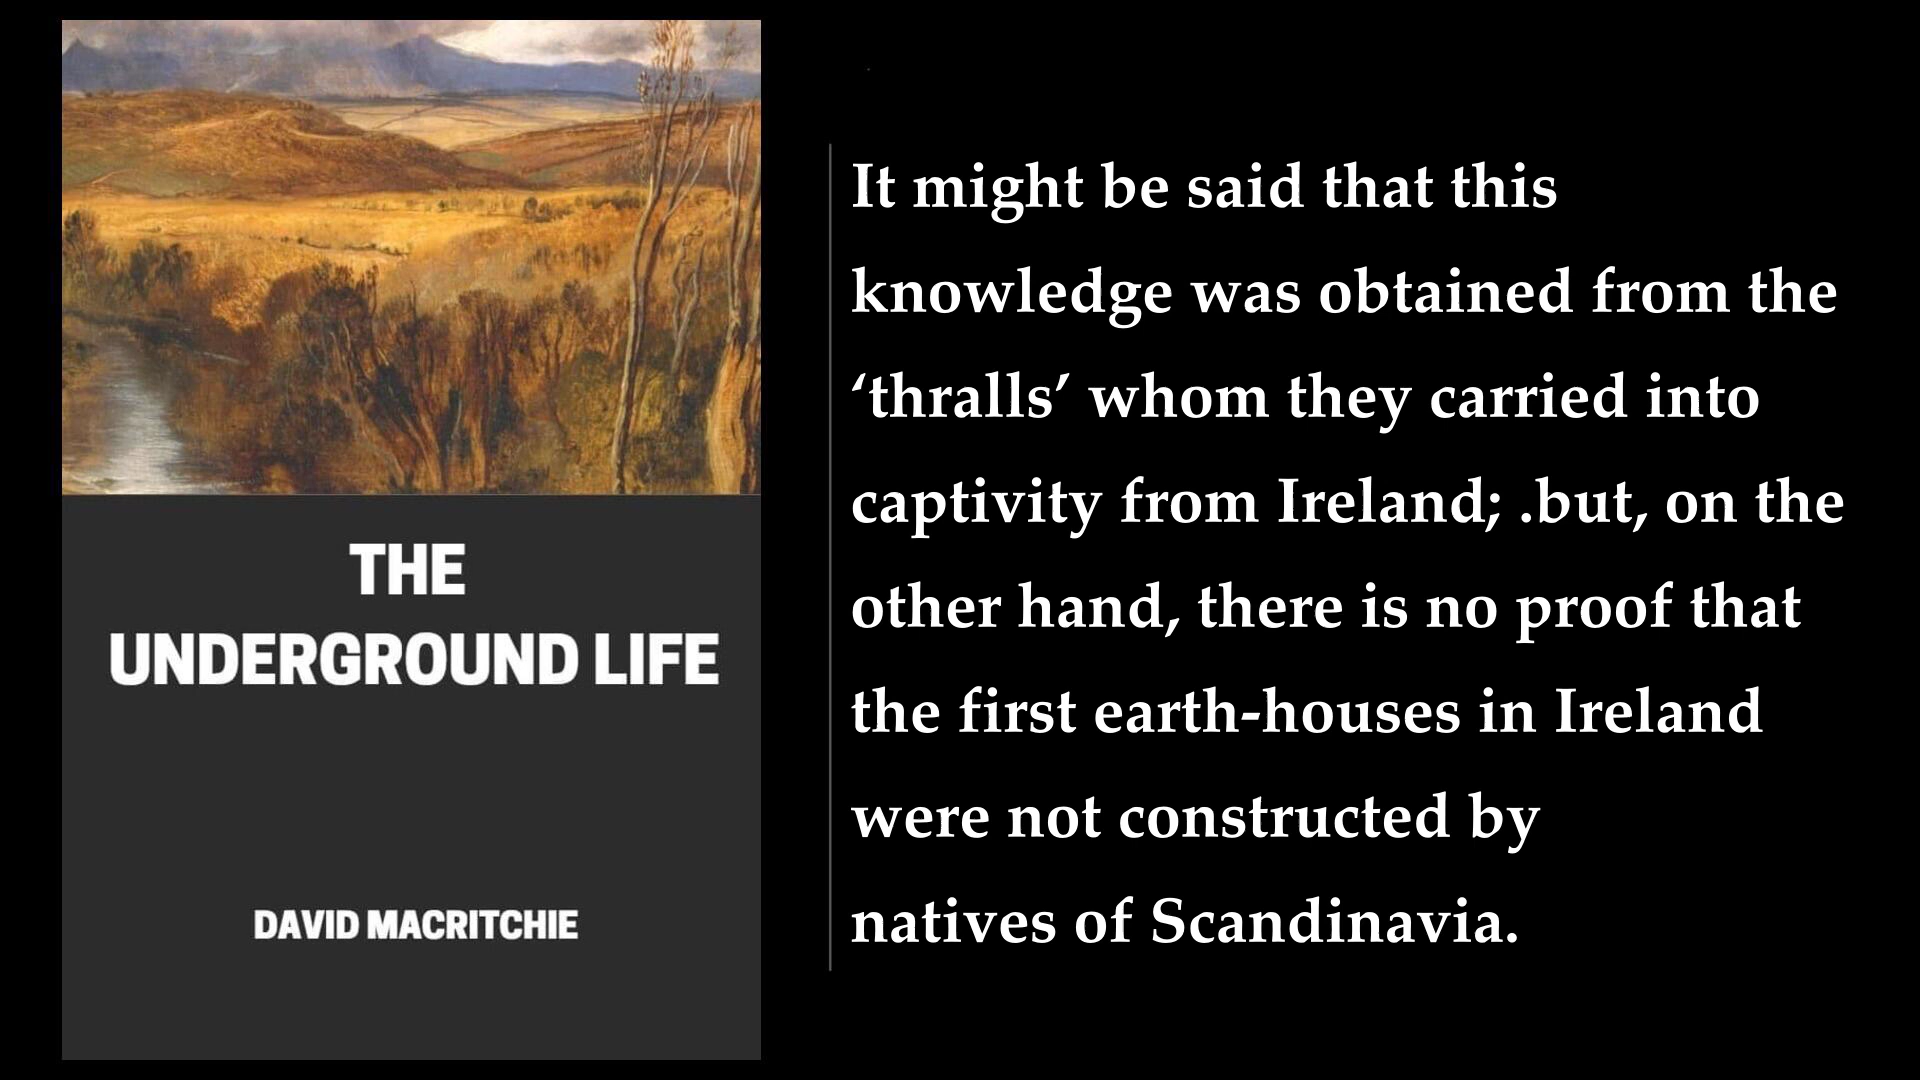 THE
UNDERGROUND LIFE
DAVID MACRITCHIE
It might be said that this
knowledge was obtained from the
‘thralls’ whom they carried into
captivity from Ireland; .but, on the
other hand, there is no proof that
the first earth-houses in Ireland
were not constructed by
natives of Scandinavia.